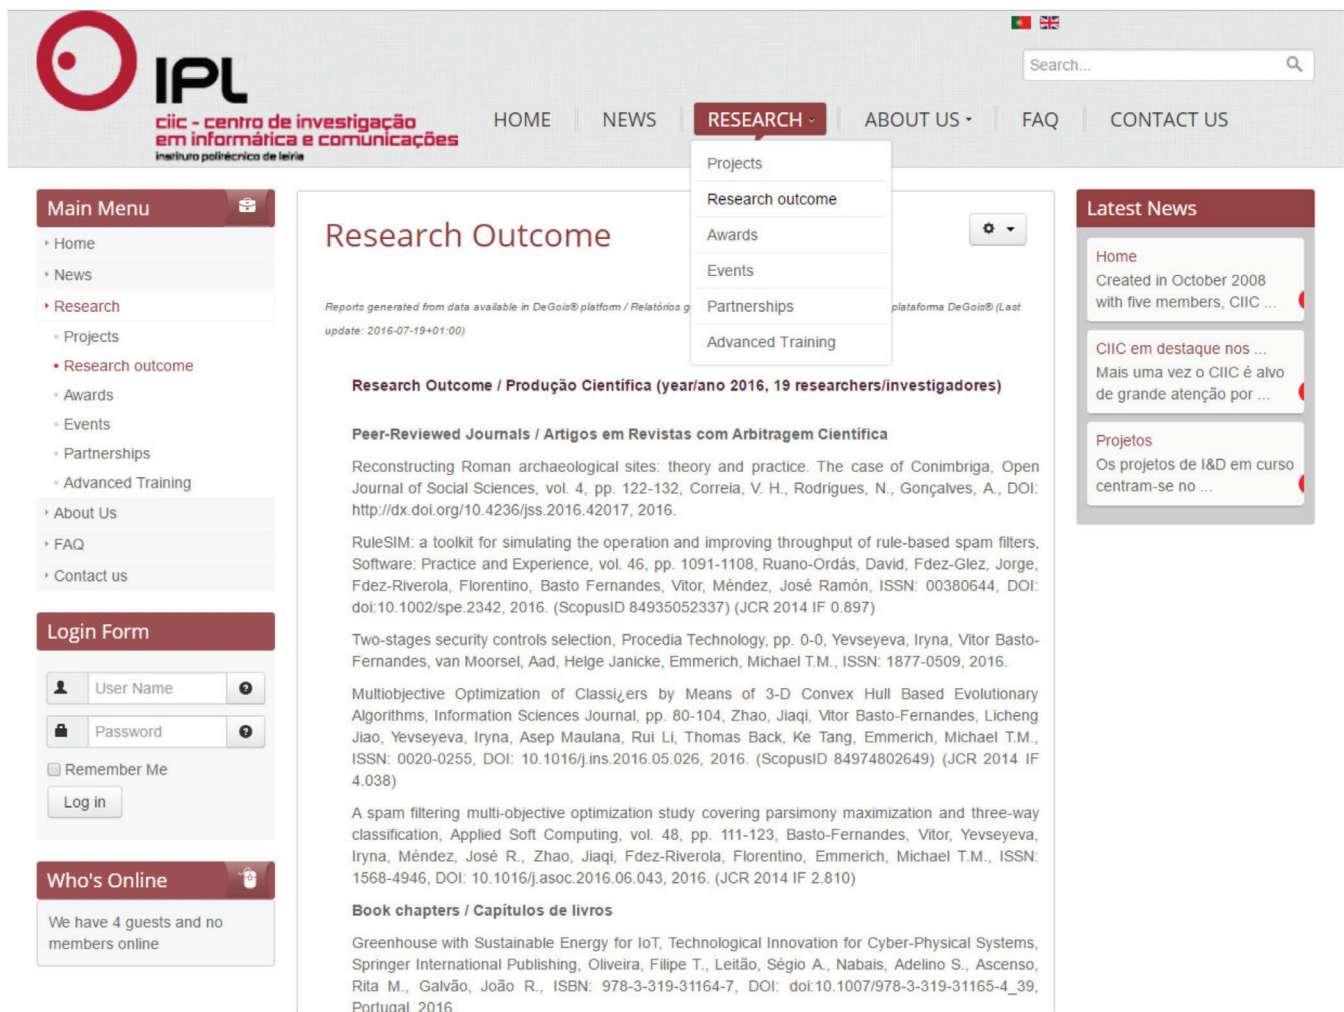 IPL
ciic - centro de investigação
em informática e comunicações
instituto politécnico de leiria
Search...
HOME
NEWS
RESEARCH
ABOUT US
FAQ
CONTACT US
Projects
Research outcome
Awards
Events
Partnerships
Advanced Training
Main Menu
Home
News
Research
Projects
Research outcome
Awards
Events
Partnerships
Advanced Training
About Us
FAQ
Contact us
Login Form
User Name
Password
Remember Me
Log in
Who's Online
We have 4 guests and no
members online
Research Outcome
Reports generated from data available in DeGois® platform / Relatórios g plataforma DeGois® (Last
update: 2016-07-19+01:00)
Research Outcome / Produção Científica (year/ano 2016, 19 researchers/investigadores)
Peer-Reviewed Journals / Artigos em Revistas com Arbitragem Científica
Reconstructing Roman archaeological sites: theory and practice. The case of Conimbriga, Open
Journal of Social Sciences, vol. 4, pp. 122-132, Correia, V. H., Rodrigues, N., Gonçalves, A., DOI:
http://dx.doi.org/10.4236/jss.2016.42017, 2016.
RuleSIM: a toolkit for simulating the operation and improving throughput of rule-based spam filters,
Software: Practice and Experience, vol. 46, pp. 1091-1108, Ruano-Ordás, David, Fdez-Glez, Jorge,
Fdez-Riverola, Florentino, Basto Fernandes, Vitor, Méndez, José Ramón, ISSN: 00380644, DOI:
doi:10.1002/spe.2342, 2016. (ScopusID 84935052337) (JCR 2014 IF 0.897)
Two-stages security controls selection, Procedia Technology, pp. 0-0, Yevseyeva, Iryna, Vitor Basto-
Fernandes, van Moorsel, Aad, Helge Janicke, Emmerich, Michael T.M., ISSN: 1877-0509, 2016.
Multiobjective Optimization of Classi¿ers by Means of 3-D Convex Hull Based Evolutionary
Algorithms, Information Sciences Journal, pp. 80-104, Zhao, Jiaqi, Vitor Basto-Fernandes, Licheng
Jiao, Yevseyeva, Iryna, Asep Maulana, Rui Li, Thomas Back, Ke Tang, Emmerich, Michael T.M.,
ISSN: 0020-0255, DOI: 10.1016/j.ins.2016.05.026, 2016. (ScopusID 84974802649) (JCR 2014 IF
4.038)
A spam filtering multi-objective optimization study covering parsimony maximization and three-way
classification, Applied Soft Computing, vol. 48, pp. 111-123, Basto-Fernandes, Vitor, Yevseyeva,
Iryna, Méndez, José R., Zhao, Jiaqi, Fdez-Riverola, Florentino, Emmerich, Michael T.M., ISSN:
1568-4946, DOI: 10.1016/j.asoc.2016.06.043, 2016. (JCR 2014 IF 2.810)
Book chapters / Capítulos de livros
Greenhouse with Sustainable Energy for IoT, Technological Innovation for Cyber-Physical Systems,
Springer International Publishing, Oliveira, Filipe T., Leitão, Ségio A., Nabais, Adelino S., Ascenso,
Rita M., Galvão, João R., ISBN: 978-3-319-31164-7, DOI: doi:10.1007/978-3-319-31165-4_39,
Portugal, 2016.
Latest News
Home
Created in October 2008
with five members, CIIC ...
CIIC em destaque nos ...
Mais uma vez o CIIC é alvo
de grande atenção por ...
Projetos
Os projetos de I&D em curso
centram-se no ...